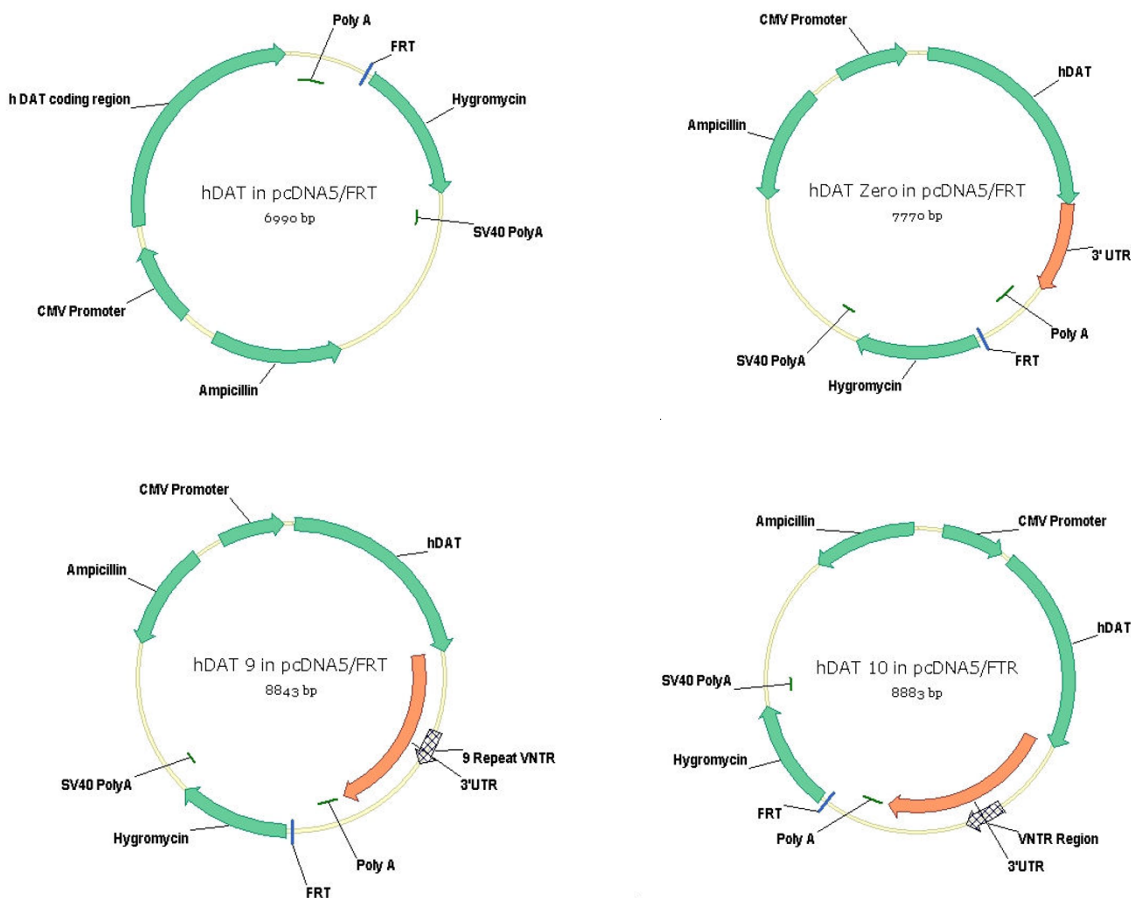 Poly A
FRT
h DAT coding region
Hygromycin
hDAT in pcDNA5/FRT
6990 bp
SV40 PolyA
CMV Promoter
Ampicillin
CMV Promoter
hDAT
Ampicillin
hDAT Zero in pcDNA5/FRT
7770 bp
3' UTR
Poly A
SV40 PolyA
FRT
Hygromycin
CMV Promoter
hDAT
Ampicillin
hDAT 9 in pcDNA5/FRT
8843 bp
9 Repeat VNTR
3'UTR
SV40 PolyA
Hygromycin
Poly A
FRT
Ampicillin
CMV Promoter
hDAT
hDAT 10 in pcDNA5/FTR
8883 bp
SV40 PolyA
Hygromycin
FRT
Poly A
VNTR Region
3'UTR